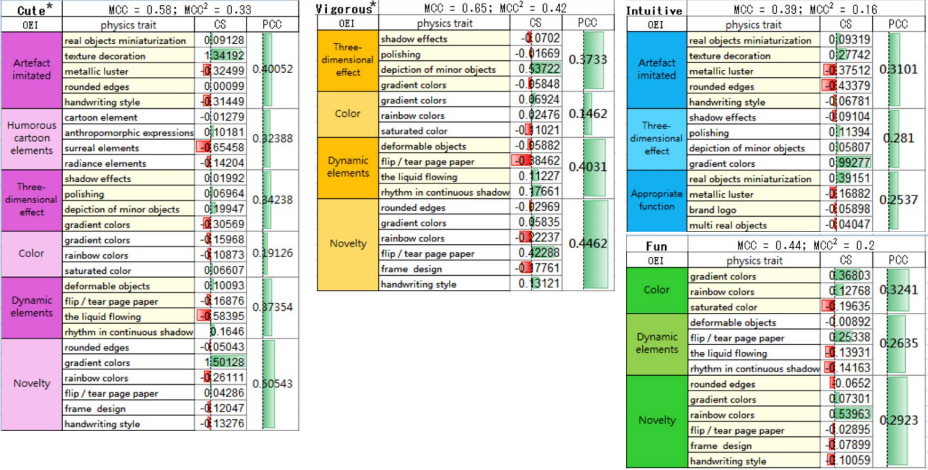 Cute* MCC = 0.58; MCC² = 0.33
OEI physics trait CS PCC
Artefact imitated 0.40052
real objects miniaturization 0.09128
texture decoration 1.34192
metallic luster -0.32499
rounded edges 0.00099
handwriting style -0.31449
Humorous cartoon elements 0.32388
cartoon element -0.01279
anthropomorphic expressions 0.10181
surreal elements -0.65458
radiance elements -0.14204
Three-dimensional effect 0.34238
shadow effects 0.01992
polishing 0.06964
depiction of minor objects 0.19947
gradient colors -0.30569
Color 0.19126
gradient colors -0.15968
rainbow colors -0.10873
saturated color 0.06607
Dynamic elements 0.37354
deformable objects 0.10093
flip / tear page paper -0.16876
the liquid flowing -0.58395
rhythm in continuous shadow 0.1646
Novelty 0.50543
rounded edges -0.05043
gradient colors 1.50128
rainbow colors -0.26111
flip / tear page paper 0.04286
frame design -0.12047
handwriting style -0.13276
Vigorous* MCC = 0.65; MCC² = 0.42
OEI physics trait CS PCC
Three-dimensional effect 0.3733
shadow effects -0.0702
polishing -0.01669
depiction of minor objects 0.53722
gradient colors -0.05848
Color 0.1462
gradient colors 0.06924
rainbow colors 0.02476
saturated color -0.11021
Dynamic elements 0.4031
deformable objects -0.05882
flip / tear page paper -0.38462
the liquid flowing 0.11227
rhythm in continuous shadow 0.17661
Novelty 0.4462
rounded edges -0.02969
gradient colors 0.05835
rainbow colors -0.22237
flip / tear page paper 0.42288
frame design -0.17761
handwriting style 0.13121
Intuitive MCC = 0.39; MCC² = 0.16
OEI physics trait CS PCC
Artefact imitated 0.3101
real objects miniaturization 0.09319
texture decoration 0.27742
metallic luster -0.37512
rounded edges -0.43379
handwriting style -0.06781
Three-dimensional effect 0.281
shadow effects -0.09104
polishing 0.11394
depiction of minor objects 0.05807
gradient colors 0.99277
Appropriate function 0.2537
real objects miniaturization 0.39151
metallic luster -0.16882
brand logo -0.05898
multi real objects -0.04047
Fun MCC = 0.44; MCC² = 0.2
OEI physics trait CS PCC
Color 0.3241
gradient colors 0.36803
rainbow colors 0.12768
saturated color -0.19635
Dynamic elements 0.2635
deformable objects -0.00892
flip / tear page paper 0.25338
the liquid flowing -0.13931
rhythm in continuous shadow -0.14163
Novelty 0.2923
rounded edges -0.0652
gradient colors 0.07301
rainbow colors 0.53963
flip / tear page paper -0.02895
frame design -0.07899
handwriting style -0.10059